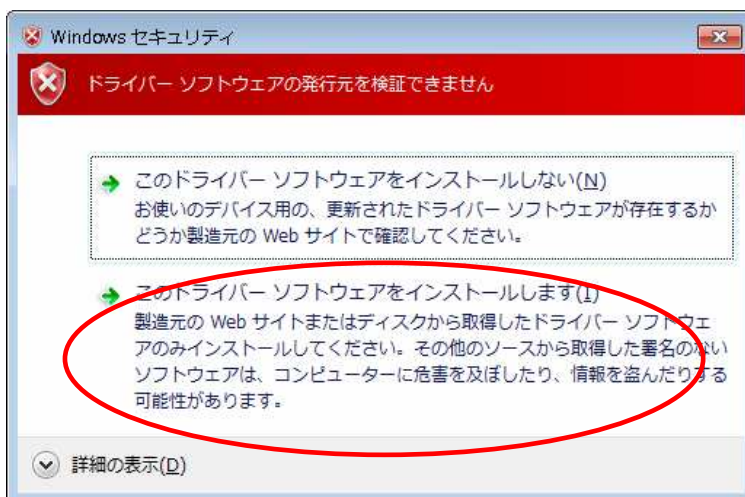 Windows セキュリティ
ドライバー ソフトウェアの発行元を検証できません
このドライバー ソフトウェアをインストールしない(N)
お使いのデバイス用の、更新されたドライバー ソフトウェアが存在するか
どうか製造元の Web サイトで確認してください。
このドライバー ソフトウェアをインストールします(I)
製造元の Web サイトまたはディスクから取得したドライバー ソフトウェ
アのみインストールしてください。その他のソースから取得した署名のない
ソフトウェアは、コンピューターに危害を及ぼしたり、情報を盗んだりする
可能性があります。
詳細の表示(D)